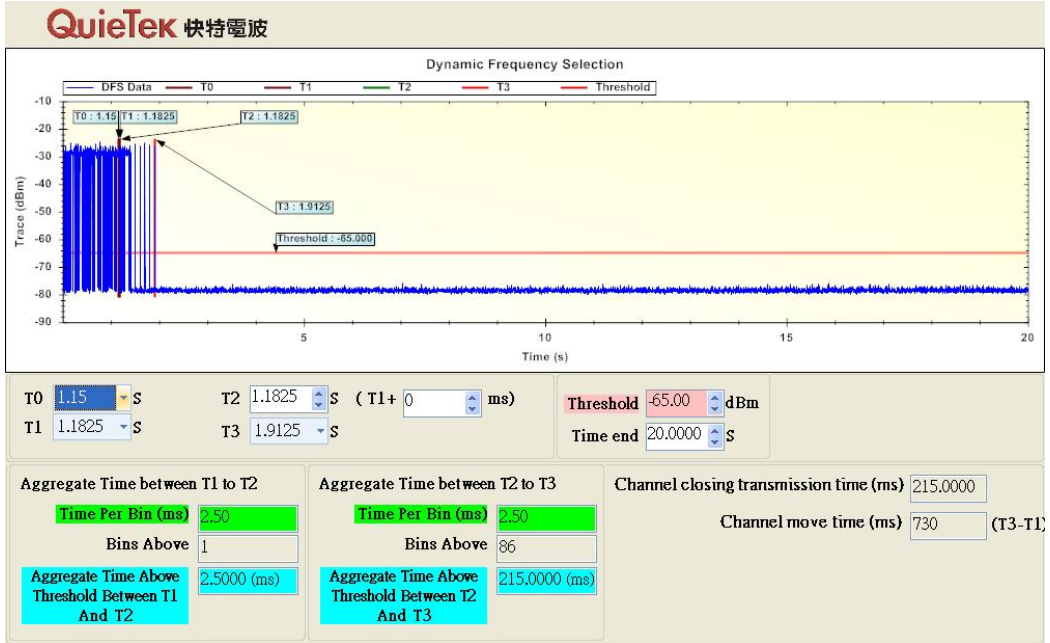 QuieTek 快特電波
Dynamic Frequency Selection
DFS Data T0 T1 T2 T3 Threshold
-10
-20
-30
-40
-50
-60
-70
-80
-90
Trace (dBm)
T0 : 1.15 T1 : 1.1825 T2 : 1.1825
T3 : 1.9125
Threshold : -65.000
5 10 15 20
Time (s)
T0 1.15 S T2 1.1825 S ( T1+ 0 ms) Threshold -65.00 dBm
T1 1.1825 S T3 1.9125 S Time end 20.0000 S
Aggregate Time between T1 to T2
Time Per Bin (ms) 2.50
Bins Above 1
Aggregate Time Above
Threshold Between T1
And T2
2.5000 (ms)
Aggregate Time between T2 to T3
Time Per Bin (ms) 2.50
Bins Above 86
Aggregate Time Above
Threshold Between T2
And T3
215.0000 (ms)
Channel closing transmission time (ms) 215.0000
Channel move time (ms) 730 (T3-T1)